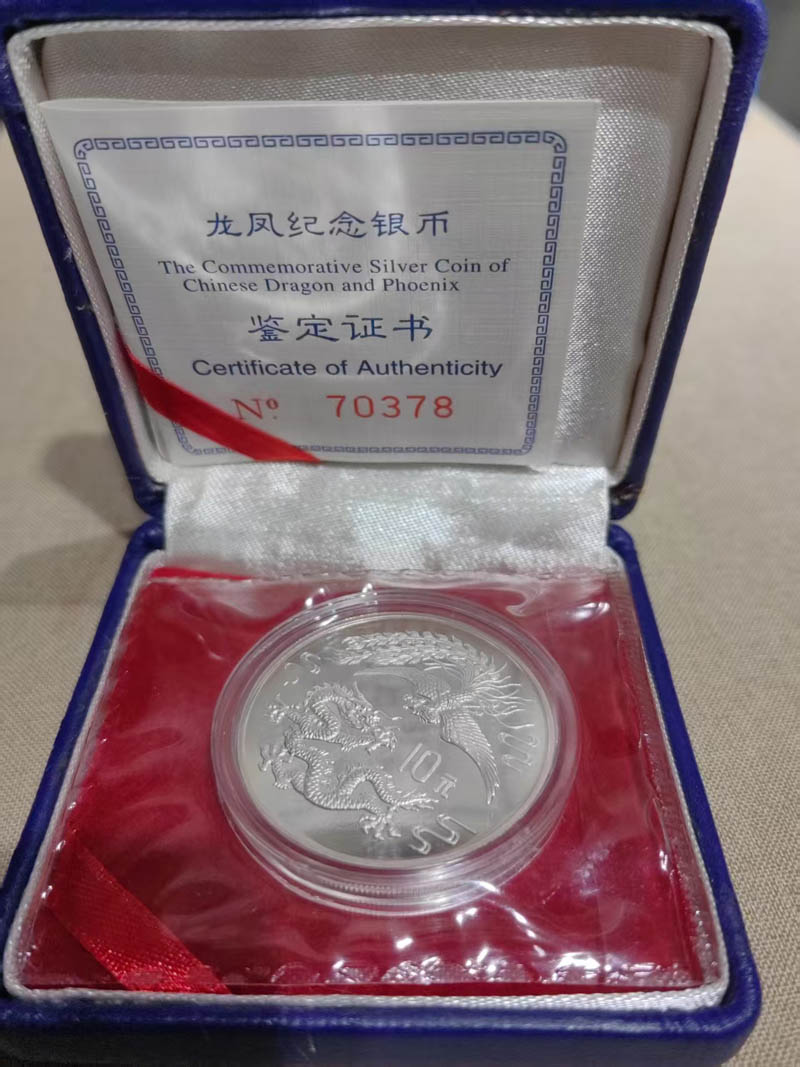 龙凤纪念银币
The Commemorative Silver Coin of
Chinese Dragon and Phoenix
鉴定证书
Certificate of Authenticity
Nº. 70378
10元